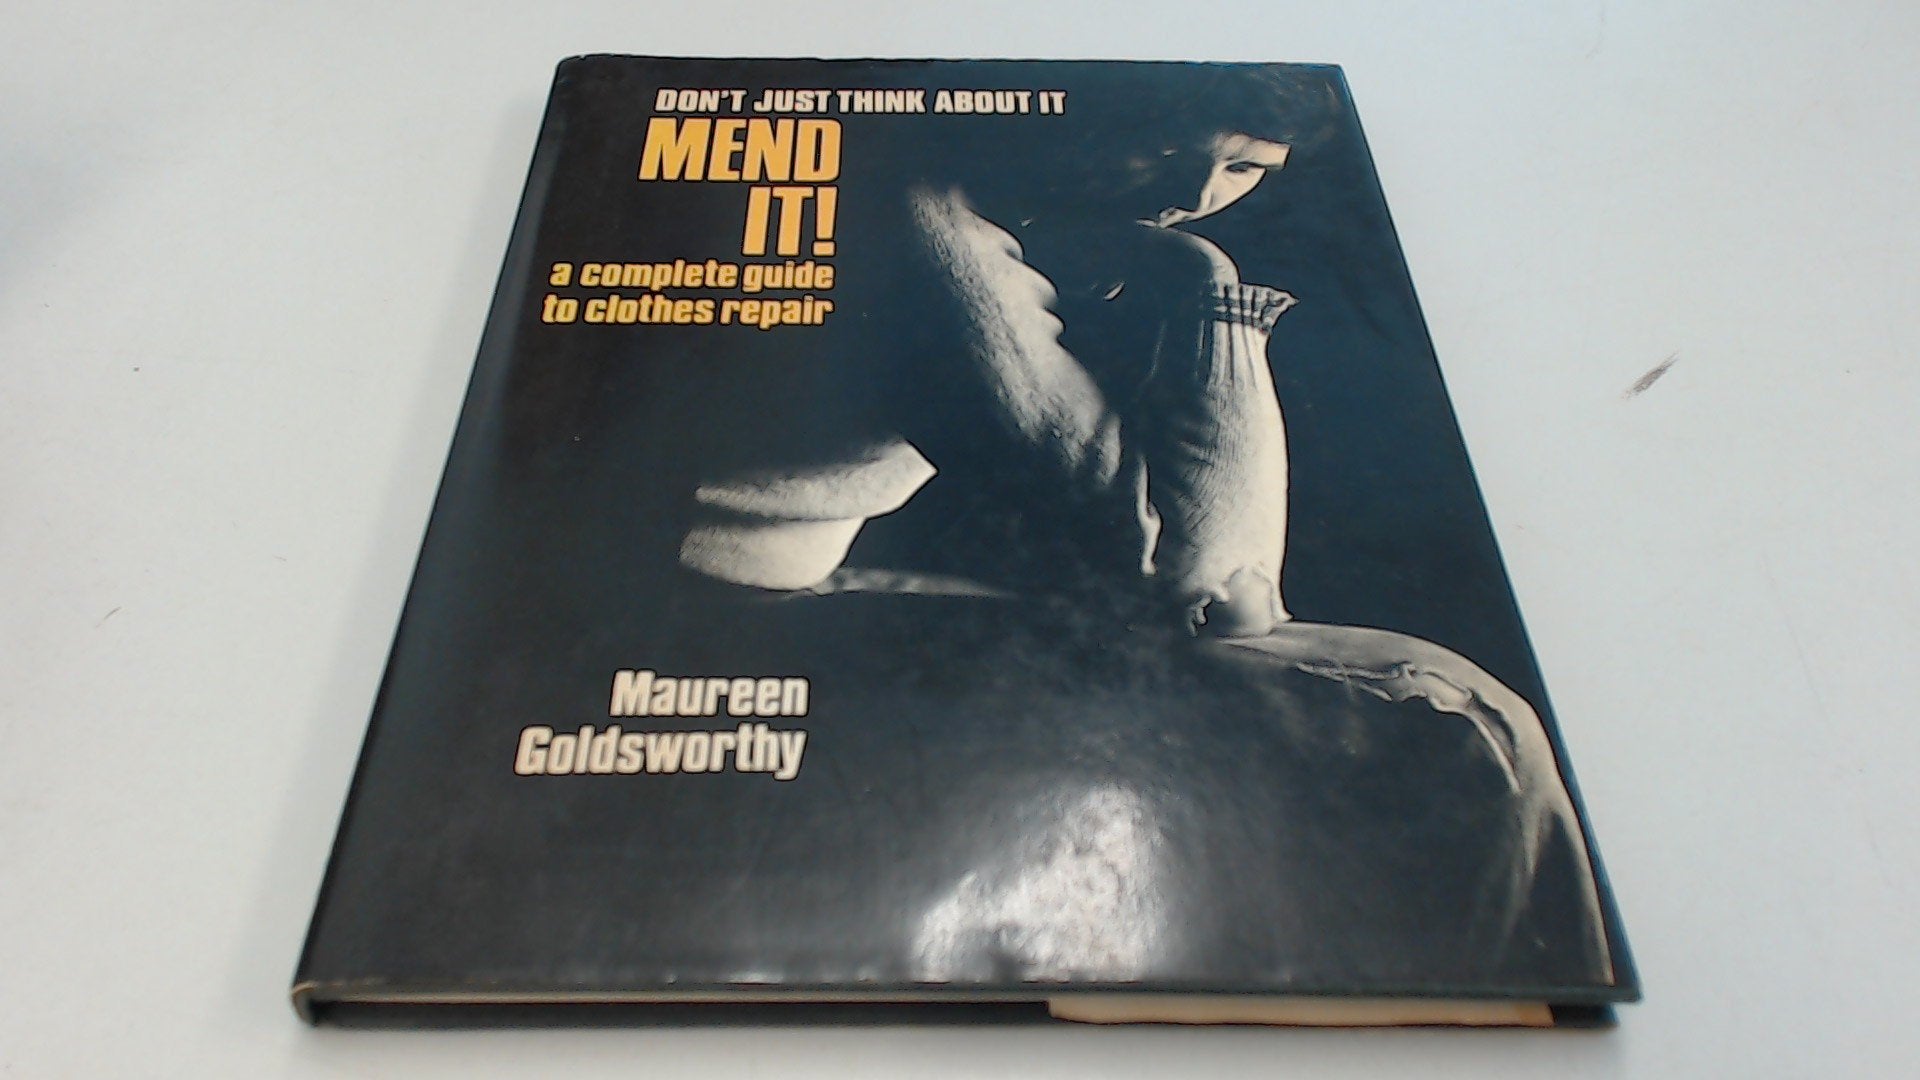 DON'T JUST THINK ABOUT IT
MEND
IT!
a complete guide
to clothes repair
Maureen
Goldsworthy